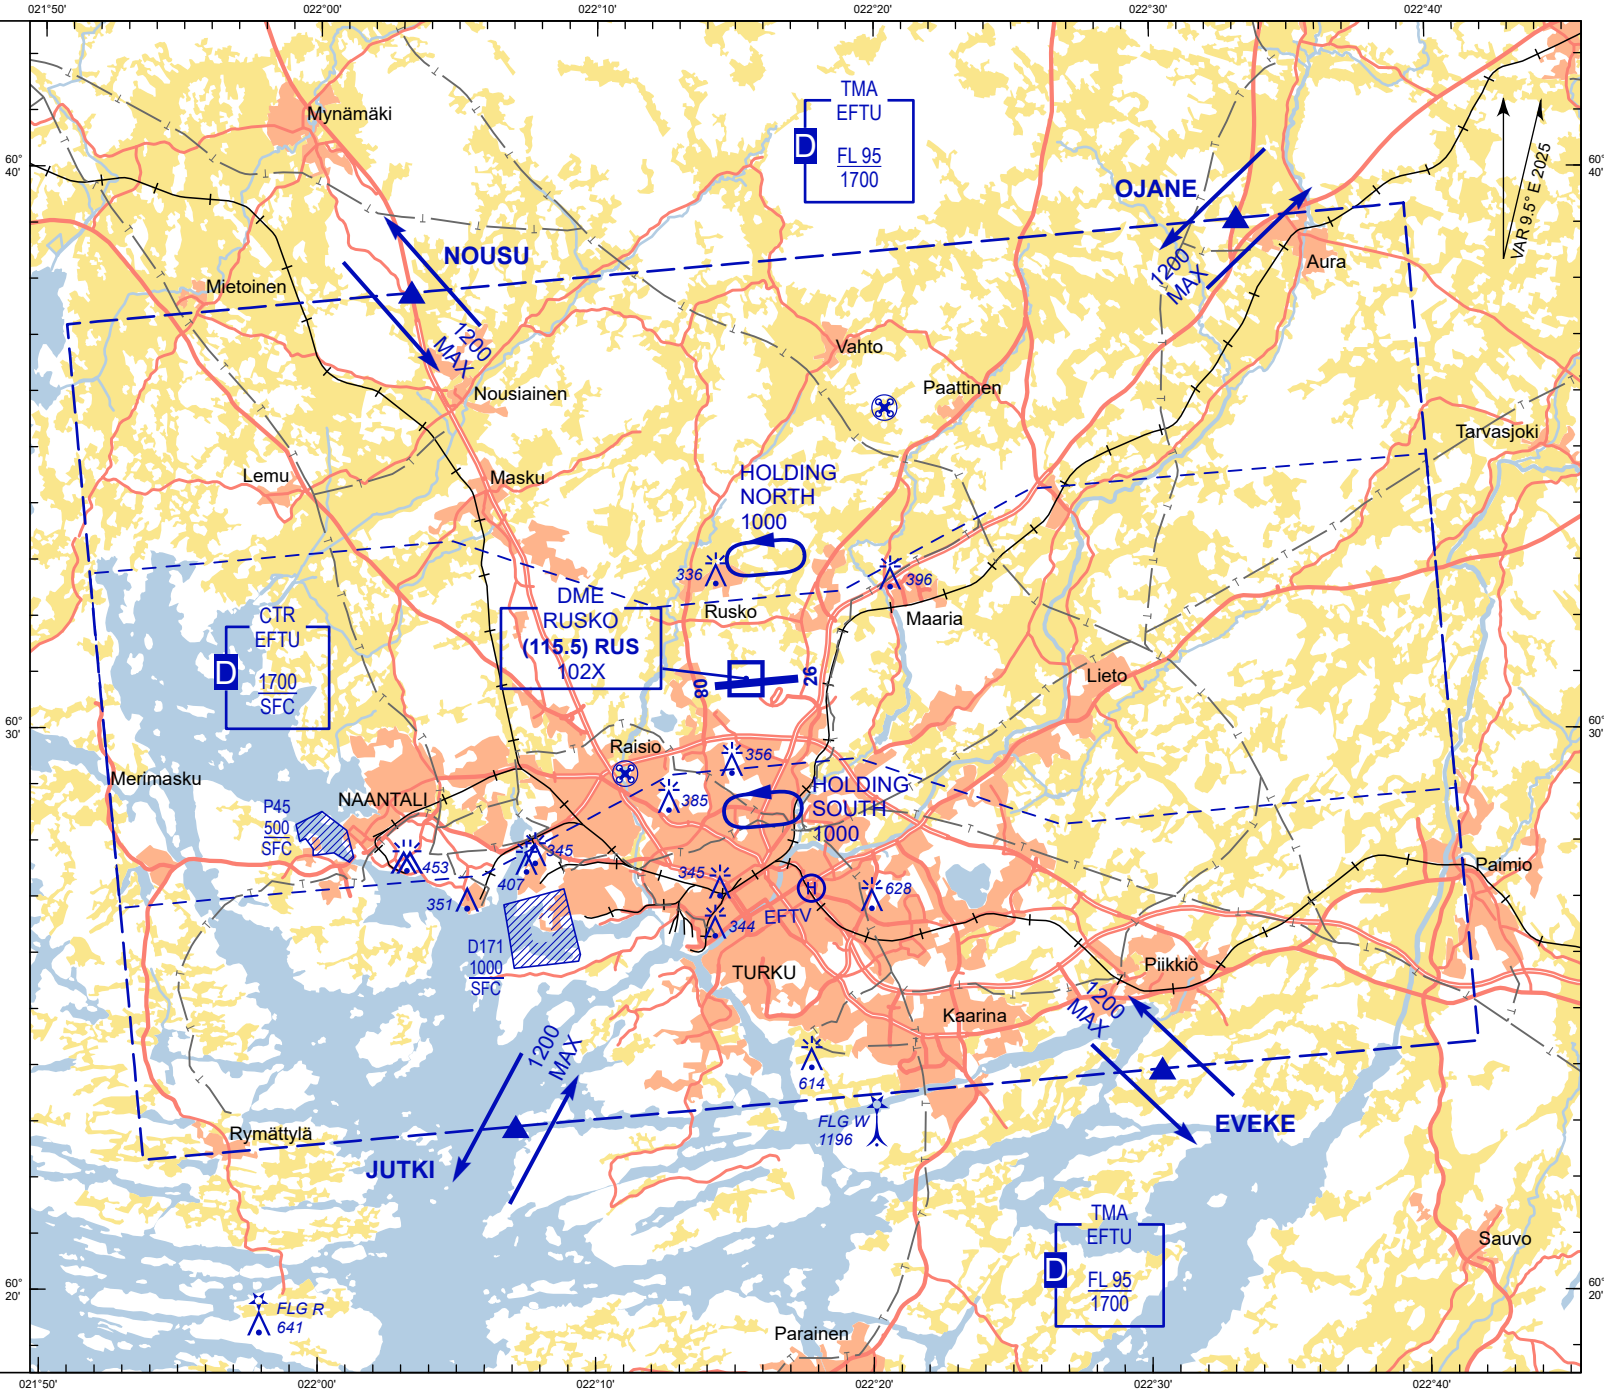 021°50'
022°00'
022°10'
022°20'
022°30'
022°40'
Mynämäki
TMA
EFTU
D
FL 95
1700
60°
40'
60°
40'
VAR 9.5° E 2025
OJANE
1200
MAX
Aura
NOUSU
1200
MAX
Mietoinen
Vahto
Paattinen
Nousiainen
Tarvasjoki
Lemu
Masku
HOLDING
NORTH
1000
336
396
Rusko
Maaria
DME
RUSKO
(115.5) RUS
102X
CTR
EFTU
D
1700
SFC
08
26
Lieto
60°
30'
60°
30'
Raisio
356
Merimasku
NAANTALI
385
HOLDING
SOUTH
1000
P45
500
SFC
453
345
407
351
345
344
H
EFTV
628
Paimio
D171
1000
SFC
TURKU
Piikkiö
1200
MAX
Kaarina
1200
MAX
614
FLG W
1196
EVEKE
Rymättylä
JUTKI
TMA
EFTU
D
FL 95
1700
Sauvo
60°
20'
60°
20'
FLG R
641
Parainen
021°50'
022°00'
022°10'
022°20'
022°30'
022°40'